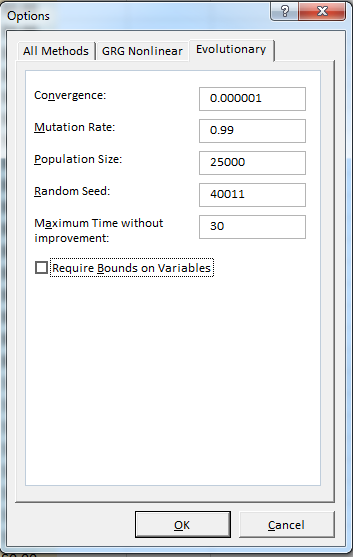 Options
?
All Methods
GRG Nonlinear
Evolutionary
Convergence: 0.000001
Mutation Rate: 0.99
Population Size: 25000
Random Seed: 40011
Maximum Time without
improvement: 30
Require Bounds on Variables
OK
Cancel